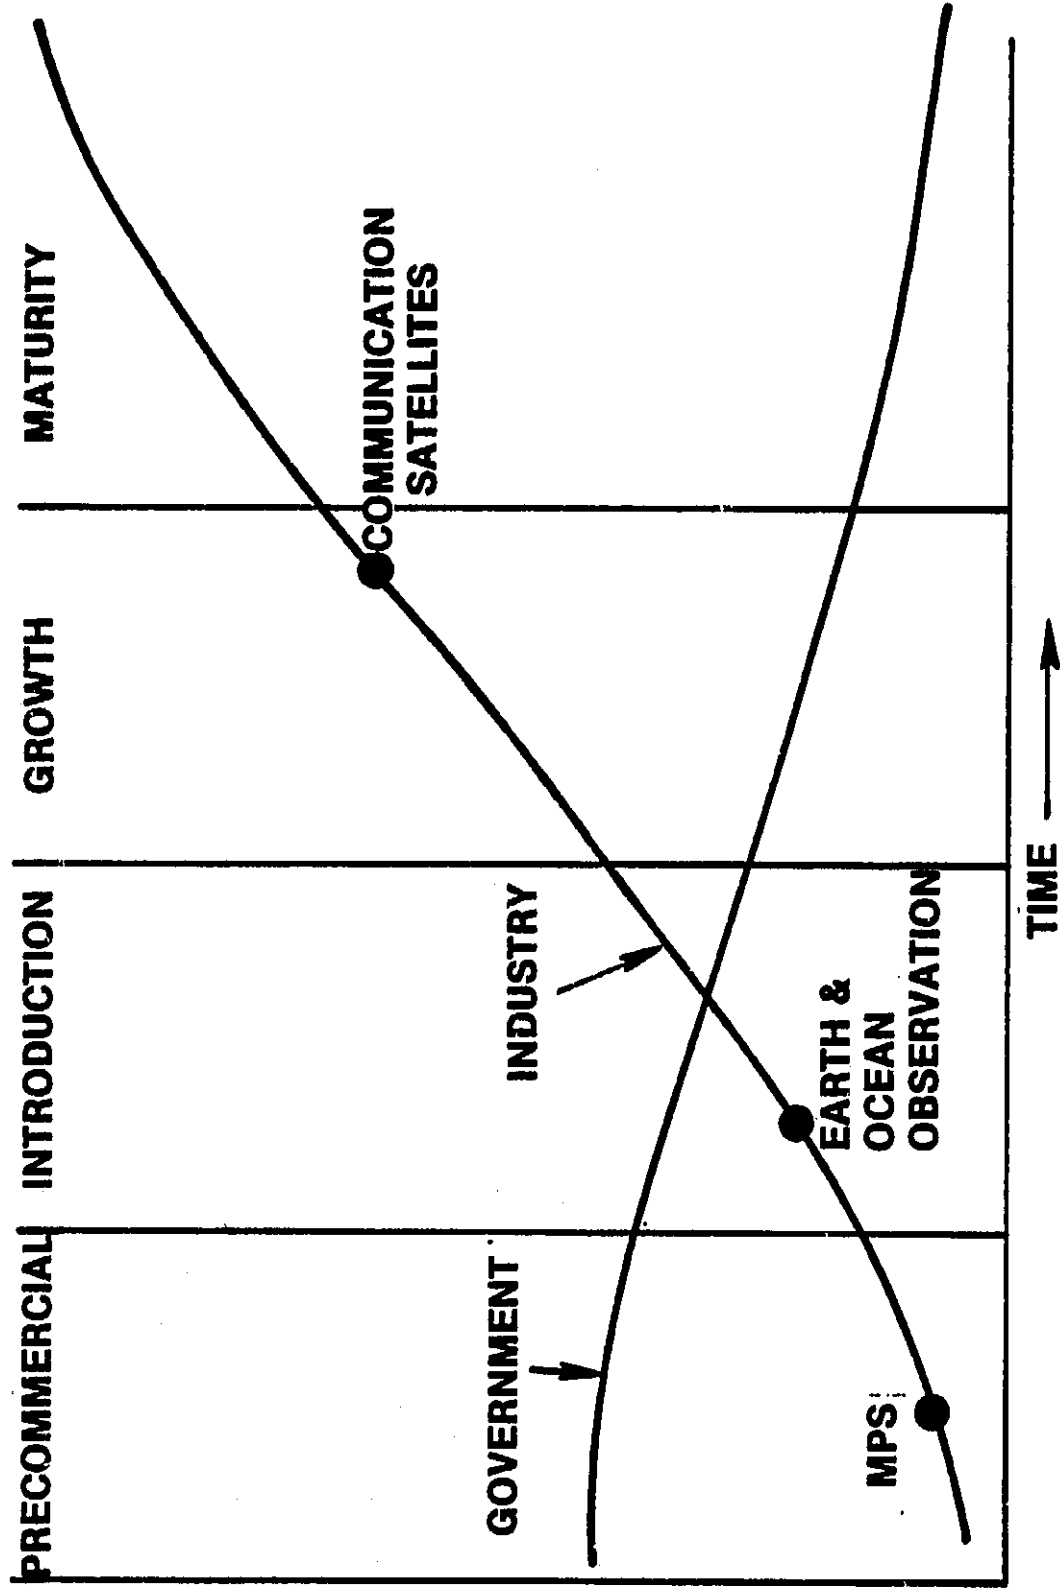 PRECOMMERCIAL
INTRODUCTION
GROWTH
MATURITY
GOVERNMENT
INDUSTRY
COMMUNICATION
SATELLITES
MPS
EARTH &
OCEAN
OBSERVATION
TIME